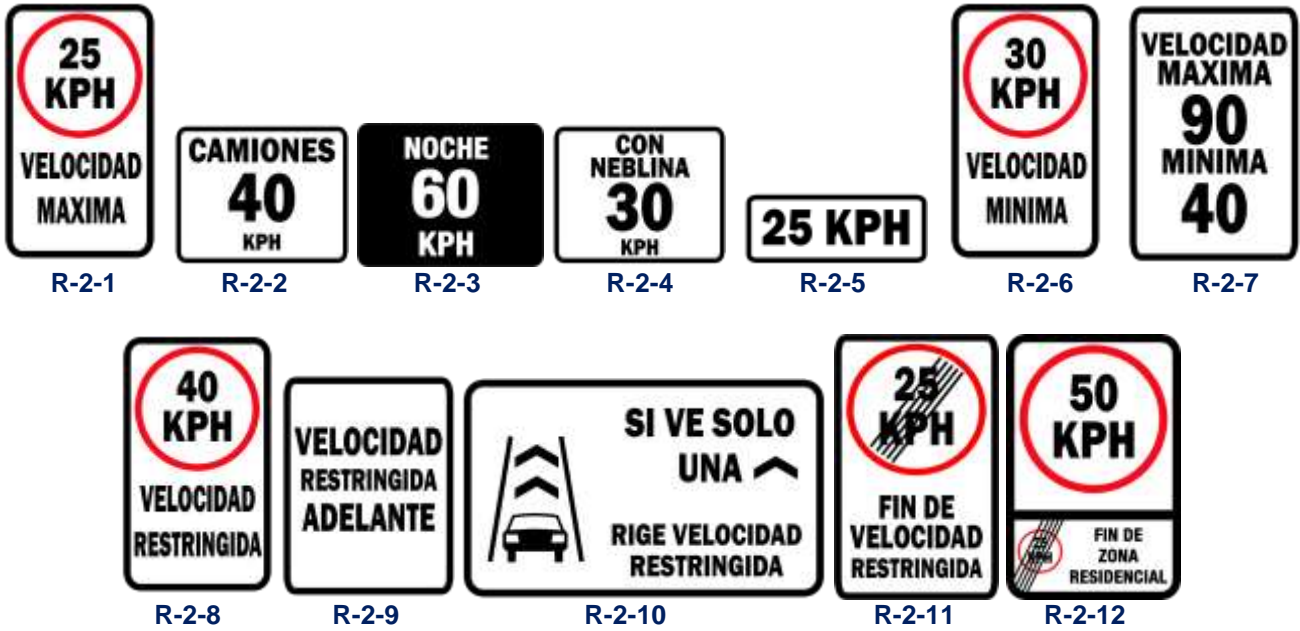 25
KPH
VELOCIDAD
MAXIMA
R-2-1
CAMIONES
40
KPH
R-2-2
NOCHE
60
KPH
R-2-3
CON
NEBLINA
30
KPH
R-2-4
25 KPH
R-2-5
30
KPH
VELOCIDAD
MINIMA
R-2-6
VELOCIDAD
MAXIMA
90
MINIMA
40
R-2-7
40
KPH
VELOCIDAD
RESTRINGIDA
R-2-8
VELOCIDAD
RESTRINGIDA
ADELANTE
R-2-9
SI VE SOLO
UNA
RIGE VELOCIDAD
RESTRINGIDA
R-2-10
25
KPH
FIN DE
VELOCIDAD
RESTRINGIDA
R-2-11
50
KPH
FIN DE
ZONA
RESIDENCIAL
R-2-12